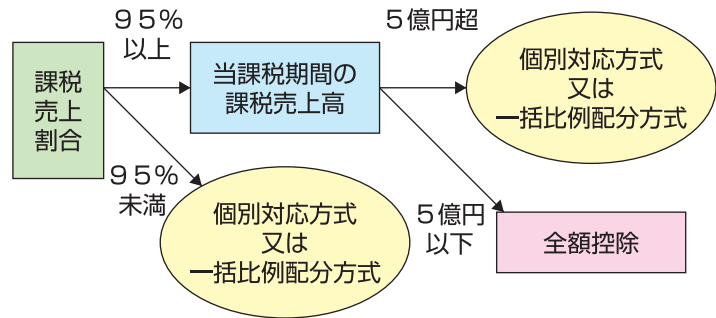 課税
売上
割合
９５％
以上
当課税期間の
課税売上高
５億円超
個別対応方式
又は
一括比例配分方式
９５％
未満
個別対応方式
又は
一括比例配分方式
５億円
以下
全額控除